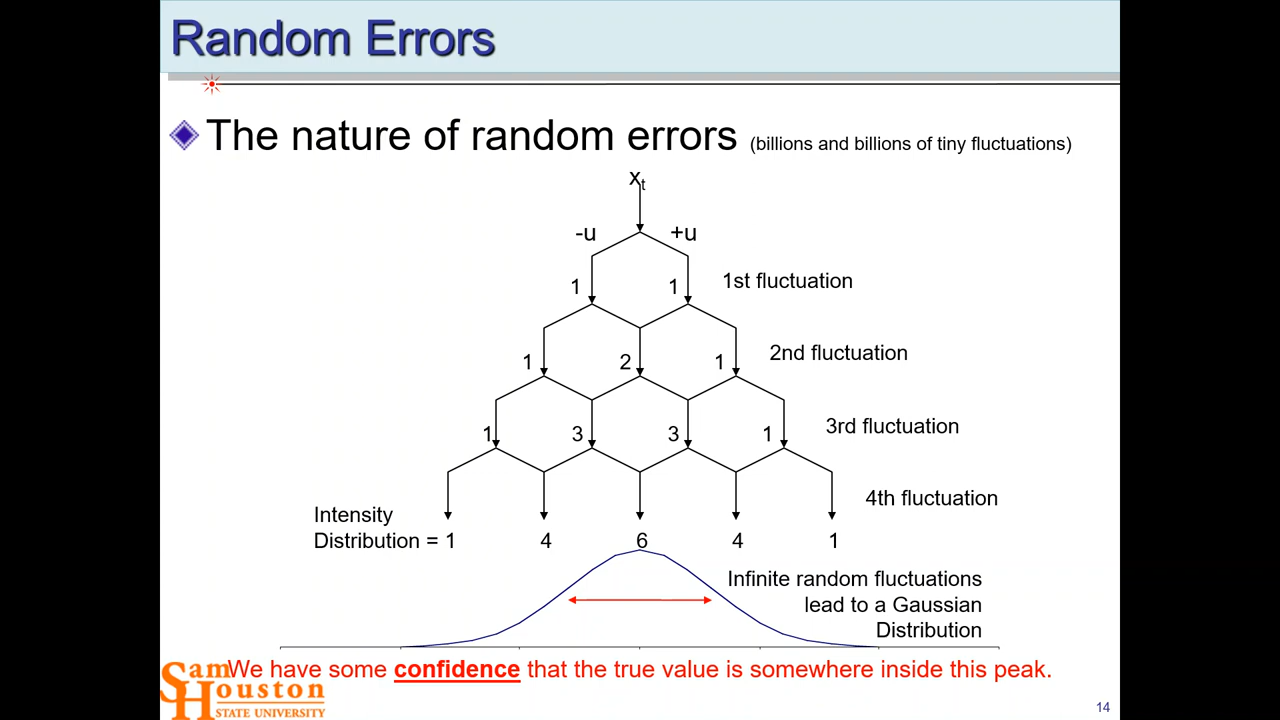 Random Errors
The nature of random errors (billions and billions of tiny fluctuations)
xt
-u +u
1 1 1st fluctuation
1 2 1 2nd fluctuation
1 3 3 1 3rd fluctuation
4th fluctuation
Intensity
Distribution = 1 4 6 4 1
Infinite random fluctuations
lead to a Gaussian
Distribution
We have some confidence that the true value is somewhere inside this peak.
Sam
Houston
STATE UNIVERSITY
14